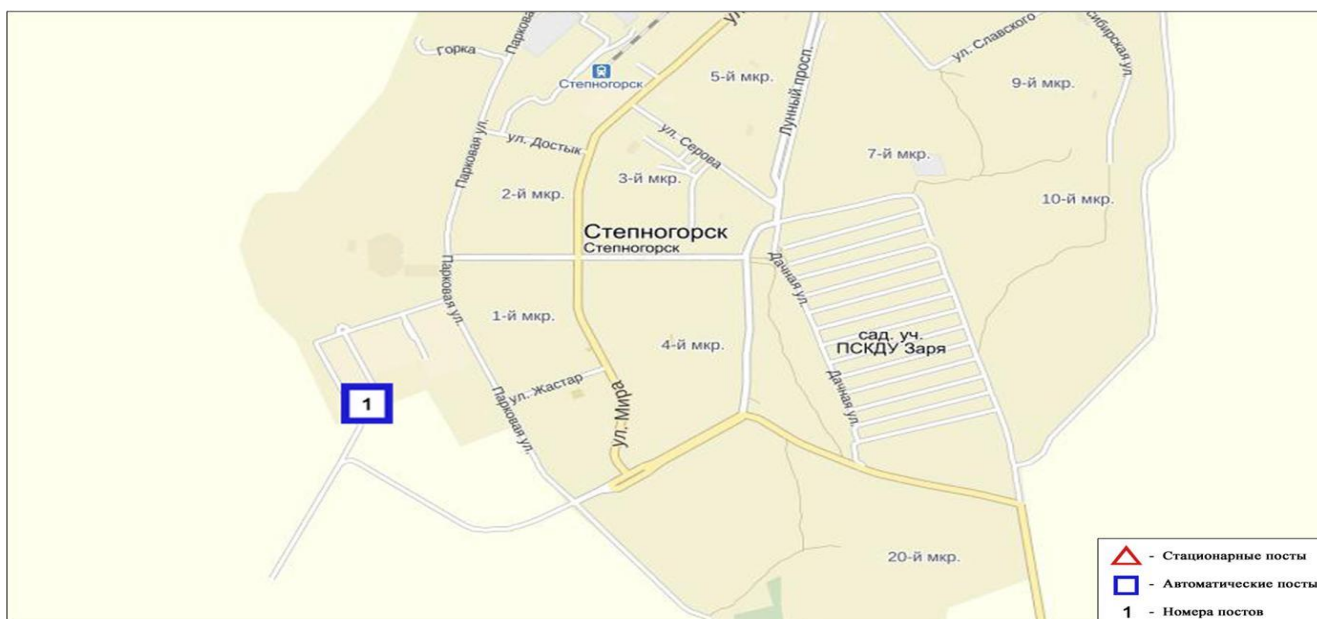 Горка
Парковая
ул.
Степногорск
5-й мкр.
Лунный просп.
ул. Славского
сибирская ул.
9-й мкр.
Парковая ул.
ул. Достык
ул. Серова
7-й мкр.
2-й мкр.
3-й мкр.
10-й мкр.
Степногорск
Степногорск
Парковая ул.
Дачная ул.
1-й мкр.
4-й мкр.
сад. уч.
ПСКДУ Заря
1
ул. Жастар
Парковая ул.
ул. Мира
Дачная ул.
20-й мкр.
- Стационарные посты
- Автоматические посты
1 - Номера постов